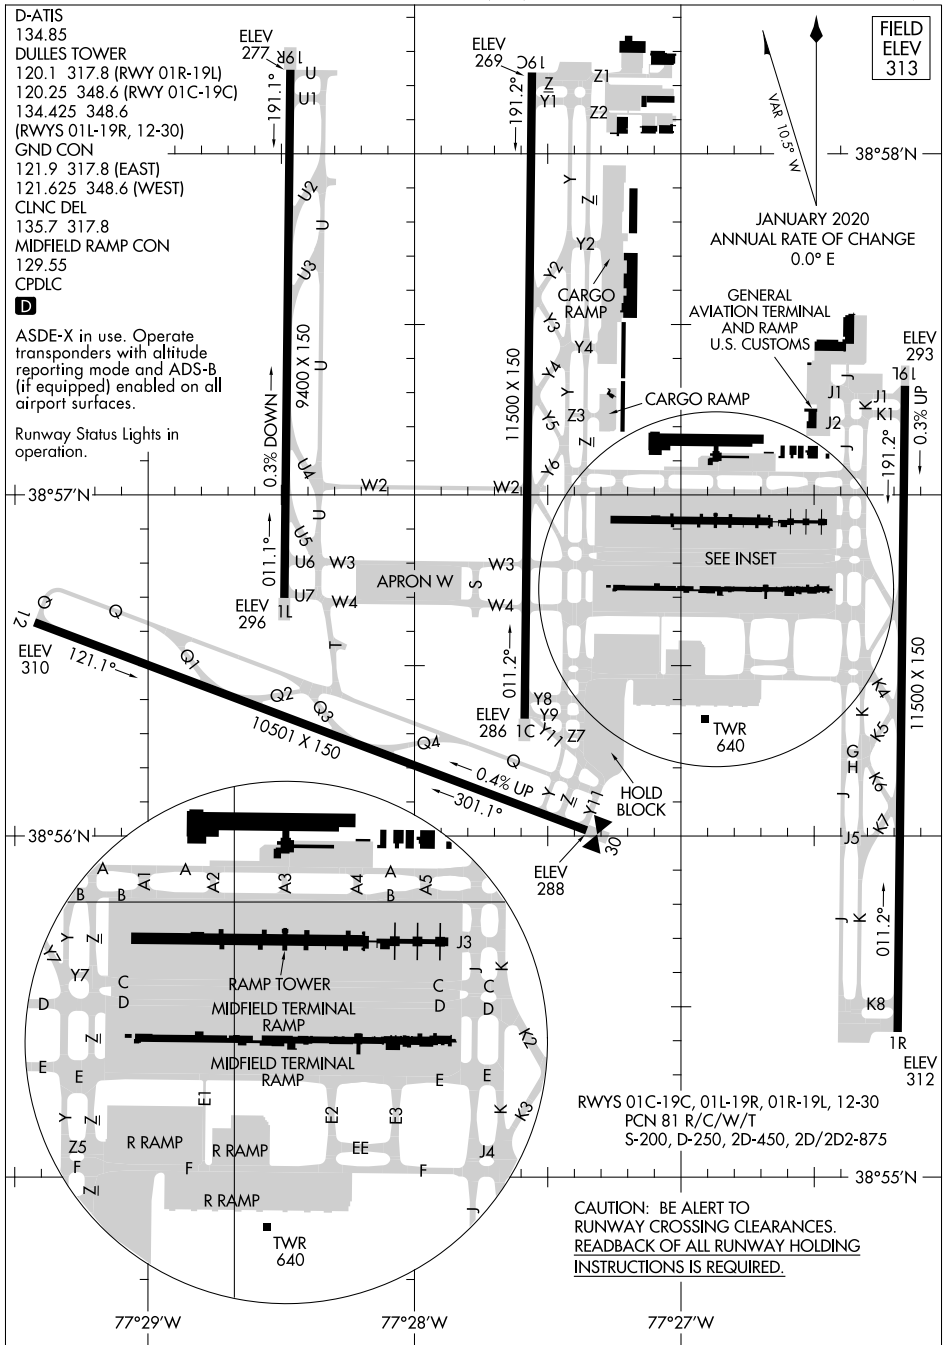 D-ATIS
134.85
DULLES TOWER
120.1 317.8 (RWY 01R-19L)
120.25 348.6 (RWY 01C-19C)
134.425 348.6
(RWYS 01L-19R, 12-30)
GND CON
121.9 317.8 (EAST)
121.625 348.6 (WEST)
CLNC DEL
135.7 317.8
MIDFIELD RAMP CON
129.55
CPDLC
D
ASDE-X in use. Operate
transponders with altitude
reporting mode and ADS-B
(if equipped) enabled on all
airport surfaces.
Runway Status Lights in
operation.
ELEV
277
19R
191.1°
U
U1
U2
U
U3
U
9400 X 150
0.3% DOWN
U4
U
U5
U6
U7
011.1°
ELEV
296
1L
W2
W2
W3
W3
W4
W4
APRON W
S
T
ELEV
269
19C
191.2°
Z
Y1
Z1
Z2
Y
Z
Y2
Y2
Y3
Y4
Y4
Y
Y5
Z3
Z
Y6
11500 X 150
CARGO
RAMP
CARGO RAMP
011.2°
ELEV
286
1C
Y8
Y9
Y11
Z7
FIELD
ELEV
313
VAR 10.5° W
38°58'N
JANUARY 2020
ANNUAL RATE OF CHANGE
0.0° E
GENERAL
AVIATION TERMINAL
AND RAMP
U.S. CUSTOMS
ELEV
293
19L
J
J1
J1
K
K1
J2
J
191.2°
0.3% UP
38°57'N
SEE INSET
11500 X 150
TWR
640
K4
K
K5
G
H
K6
J
K7
J5
J
K
011.2°
K8
1R
ELEV
312
12
ELEV
310
Q
Q
121.1°
Q1
Q2
Q3
Q4
Q
10501 X 150
0.4% UP
301.1°
Y
Z
Y11
HOLD
BLOCK
30
ELEV
288
38°56'N
A
A1
A
A2
A3
A4
A
A5
B
B
B
Y
Z
Y7
Y7
J3
J
K
RAMP TOWER
C
C
C
D
D
D
D
MIDFIELD TERMINAL
RAMP
Z
K2
MIDFIELD TERMINAL
RAMP
E
E
E
E
E1
E2
E3
K
K3
Y
Z
Z5
R RAMP
R RAMP
EE
J4
F
F
F
Z
R RAMP
J
TWR
640
RWYS 01C-19C, 01L-19R, 01R-19L, 12-30
PCN 81 R/C/W/T
S-200, D-250, 2D-450, 2D/2D2-875
38°55'N
CAUTION: BE ALERT TO
RUNWAY CROSSING CLEARANCES.
READBACK OF ALL RUNWAY HOLDING
INSTRUCTIONS IS REQUIRED.
77°29'W
77°28'W
77°27'W